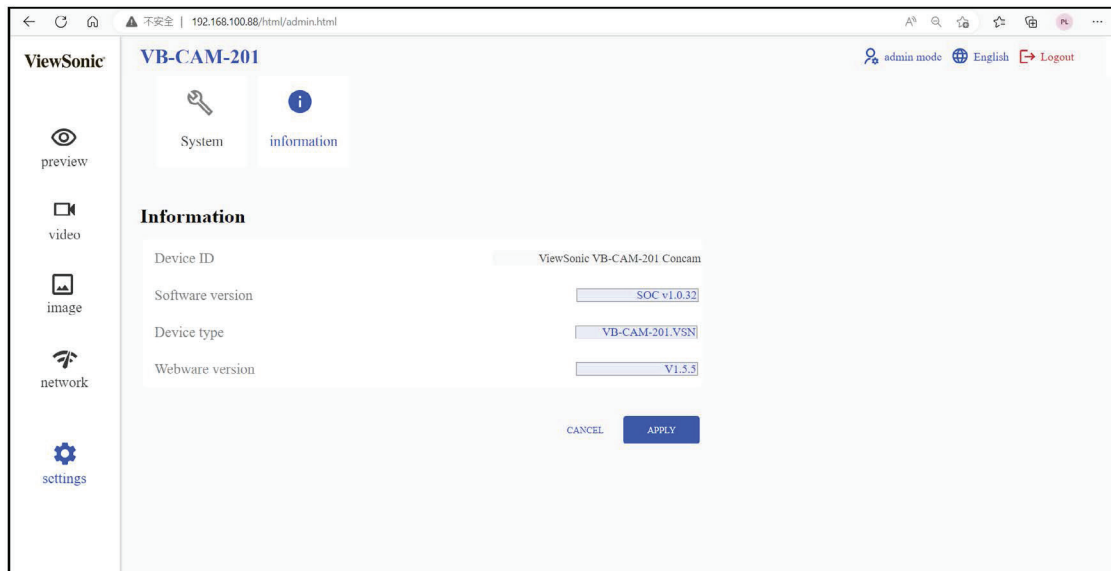 不安全 | 192.168.100.88/html/admin.html
PL
ViewSonic
VB-CAM-201
admin mode
English
Logout
System
information
preview
video
image
network
settings
Information
Device ID
ViewSonic VB-CAM-201 Concam
Software version
SOC v1.0.32
Device type
VB-CAM-201.VSN
Webware version
V1.5.5
CANCEL
APPLY